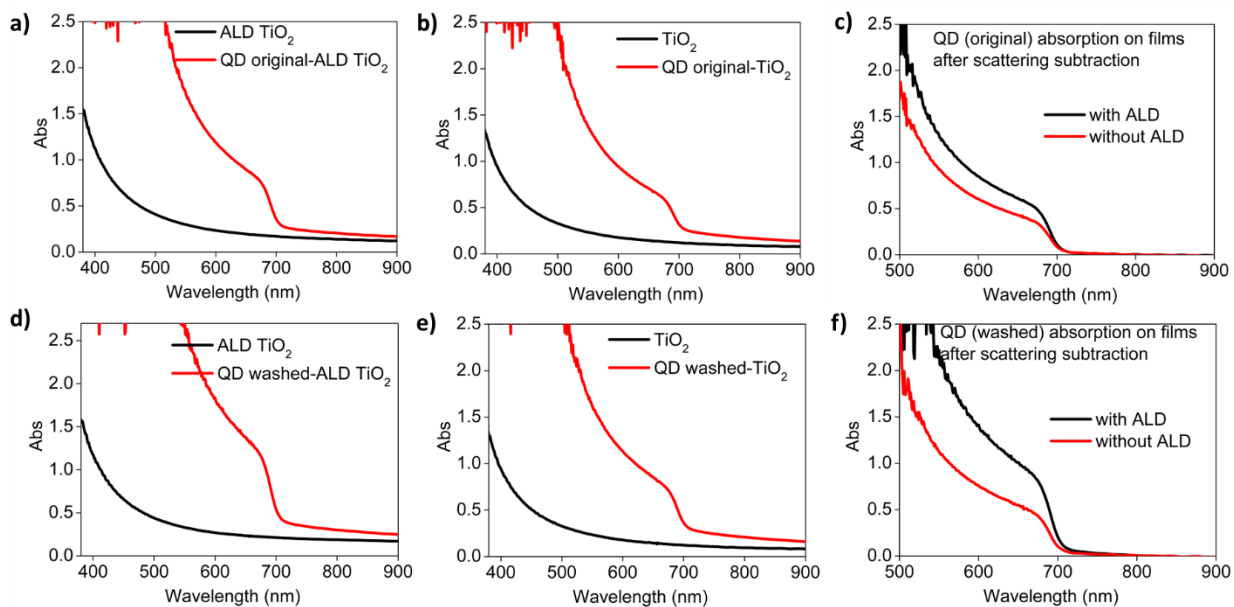 a)
2.5
2.0
1.5
1.0
0.5
0.0
Abs
ALD TiO₂
QD original-ALD TiO₂
400 500 600 700 800 900
Wavelength (nm)
b)
2.5
2.0
1.5
1.0
0.5
0.0
Abs
TiO₂
QD original-TiO₂
400 500 600 700 800 900
Wavelength (nm)
c)
2.5
2.0
1.5
1.0
0.5
0.0
Abs
QD (original) absorption on films
after scattering subtraction
with ALD
without ALD
500 600 700 800 900
Wavelength (nm)
d)
2.5
2.0
1.5
1.0
0.5
0.0
Abs
ALD TiO₂
QD washed-ALD TiO₂
400 500 600 700 800 900
Wavelength (nm)
e)
2.5
2.0
1.5
1.0
0.5
0.0
Abs
TiO₂
QD washed-TiO₂
400 500 600 700 800 900
Wavelength (nm)
f)
2.5
2.0
1.5
1.0
0.5
0.0
Abs
QD (washed) absorption on films
after scattering subtraction
with ALD
without ALD
500 600 700 800 900
Wavelength (nm)